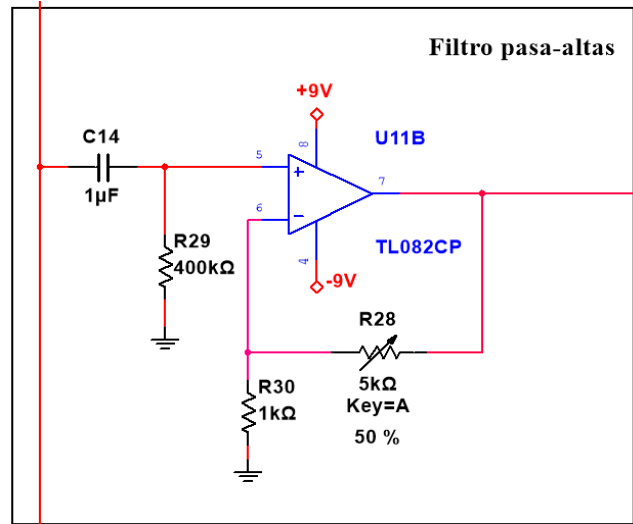 Filtro pasa-altas
+9V
C14
1µF
8
U11B
5
+
7
6
−
TL082CP
R29
400kΩ
4
-9V
R28
5kΩ
Key=A
50 %
R30
1kΩ